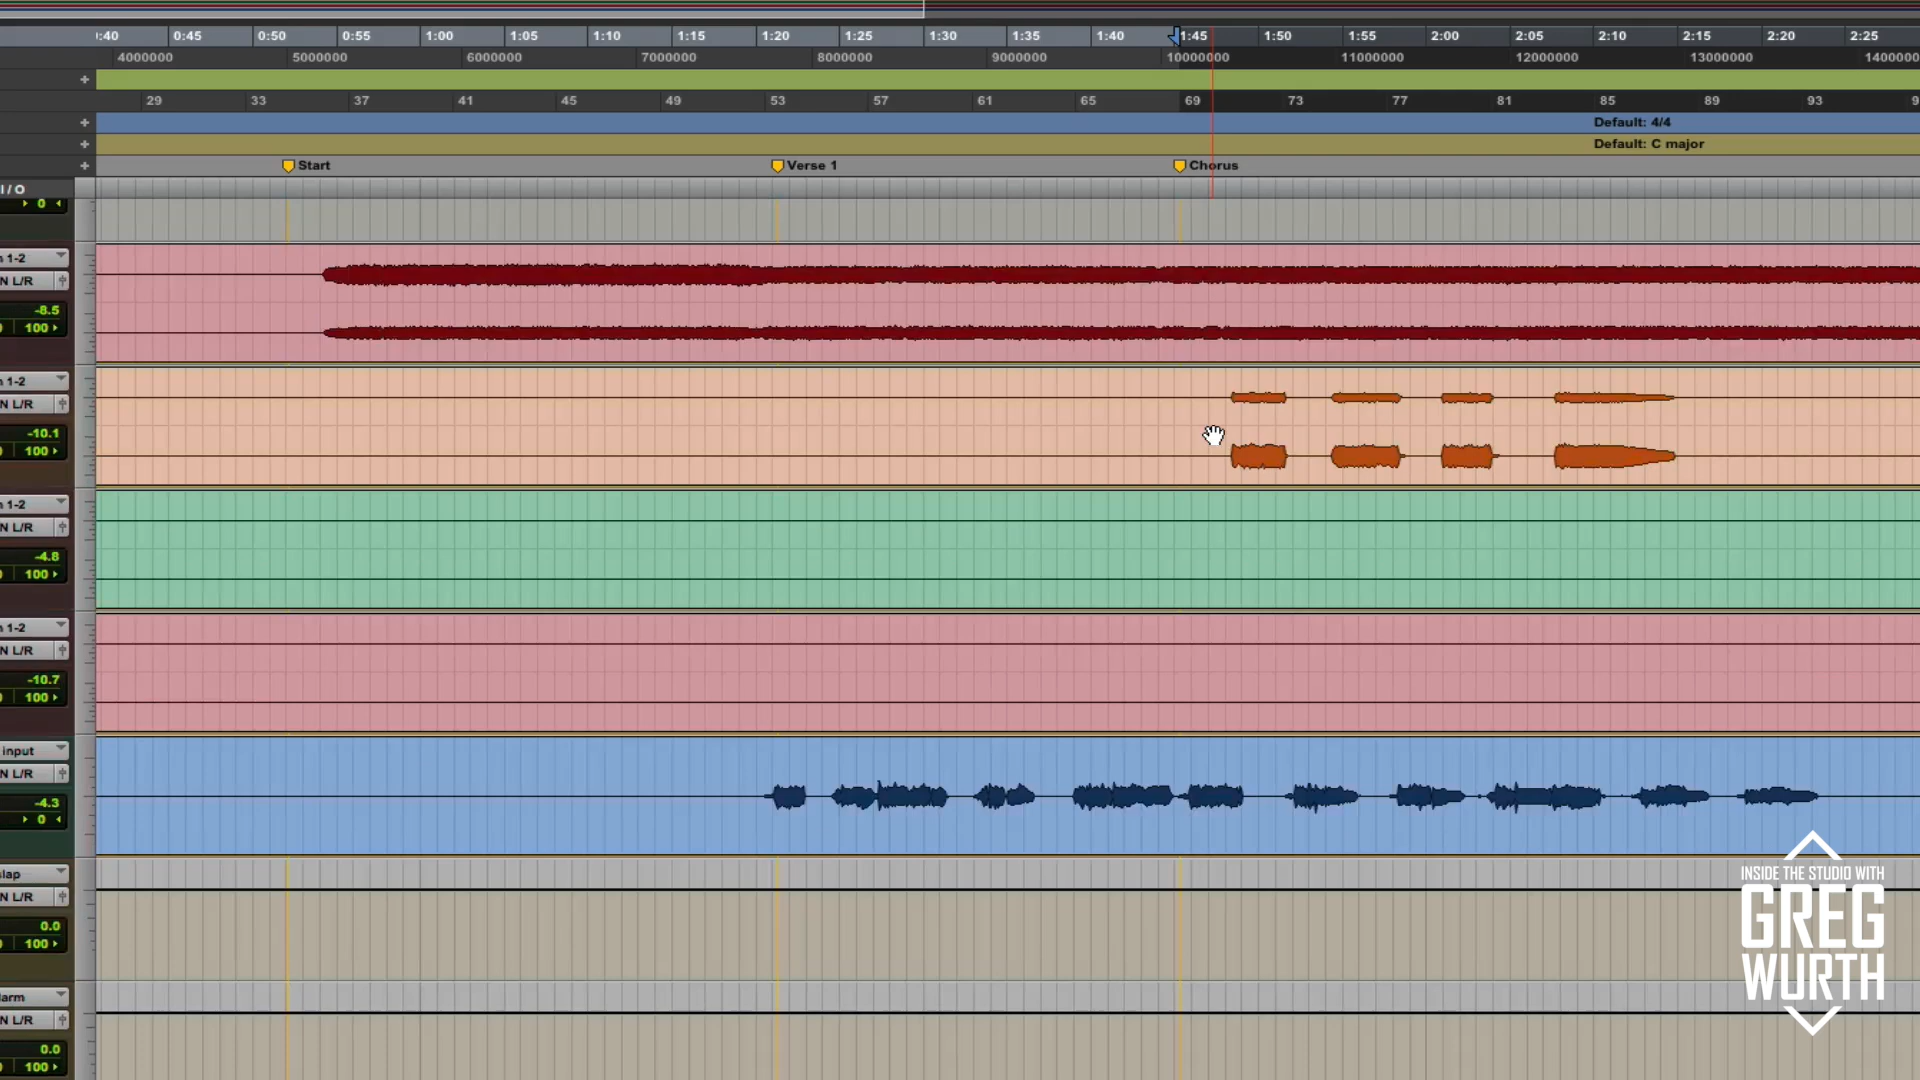 :40 0:45 0:50 0:55 1:00 1:05 1:10 1:15 1:20 1:25 1:30 1:35 1:40 1:45 1:50 1:55 2:00 2:05 2:10 2:15 2:20 2:25
4000000 5000000 6000000 7000000 8000000 9000000 10000000 11000000 12000000 13000000 1400000
29 33 37 41 45 49 53 57 61 65 69 73 77 81 85 89 93 9
Default: 4/4
Default: C major
Start Verse 1 Chorus
I / O
0
1-2
N L/R
-8.5
100
1-2
N L/R
-10.1
100
1-2
N L/R
-4.8
100
1-2
N L/R
-10.7
100
input
N L/R
-4.3
0
slap
N L/R
0.0
100
arm
N L/R
0.0
100
INSIDE THE STUDIO WITH
GREG
WURTH